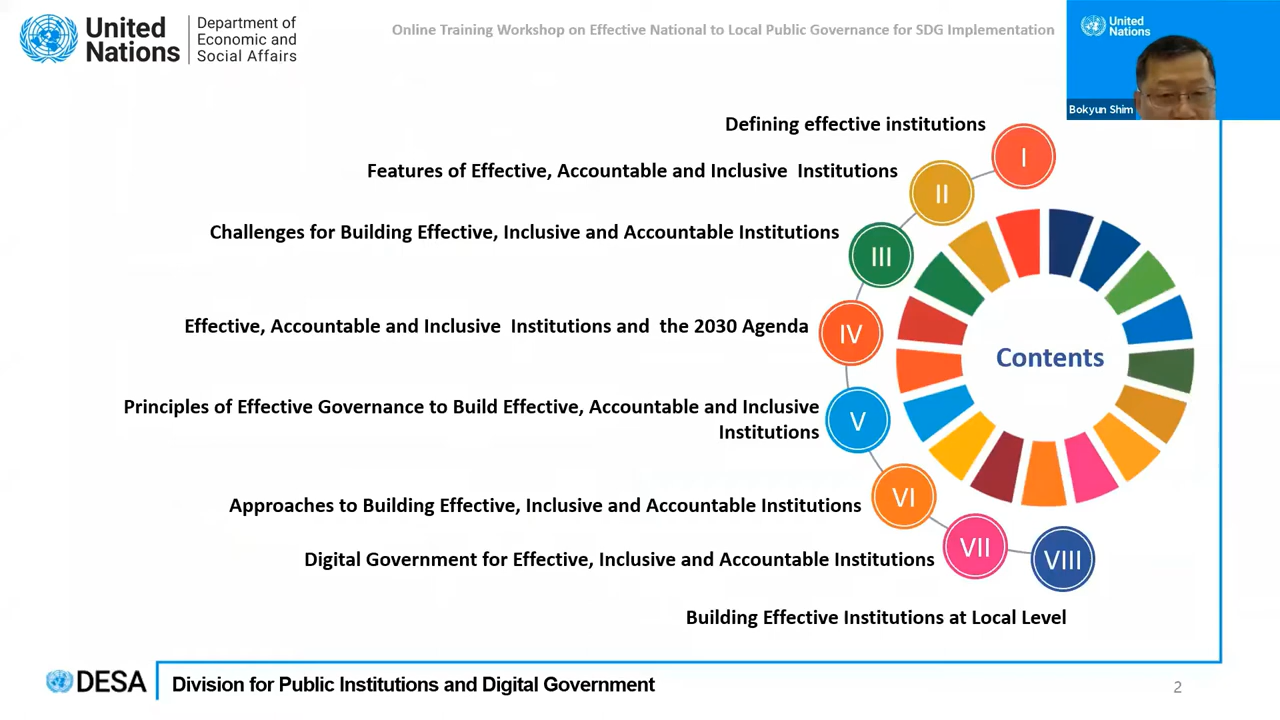 United
Nations
Department of
Economic and
Social Affairs
Online Training Workshop on Effective National to Local Public Governance for SDG Implementation
United
Nations
Bokyun Shim
Defining effective institutions
I
Features of Effective, Accountable and Inclusive Institutions
II
Challenges for Building Effective, Inclusive and Accountable Institutions
III
Effective, Accountable and Inclusive Institutions and the 2030 Agenda
IV
Contents
Principles of Effective Governance to Build Effective, Accountable and Inclusive
Institutions
V
Approaches to Building Effective, Inclusive and Accountable Institutions
VI
Digital Government for Effective, Inclusive and Accountable Institutions
VII
VIII
Building Effective Institutions at Local Level
DESA
Division for Public Institutions and Digital Government
2